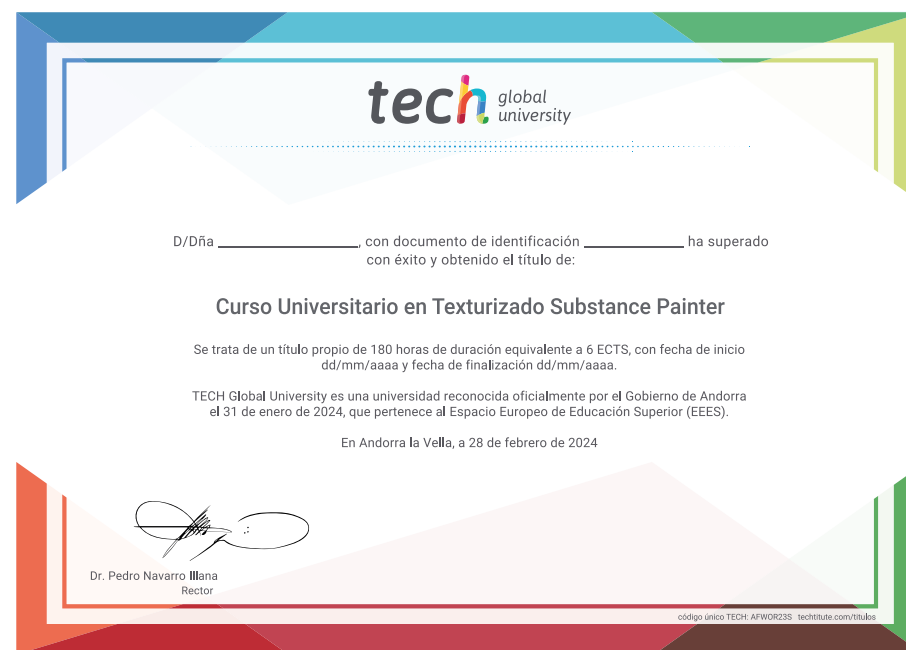 tech global university
D/Dña ____________________, con documento de identificación ______________ ha superado
con éxito y obtenido el título de:
Curso Universitario en Texturizado Substance Painter
Se trata de un título propio de 180 horas de duración equivalente a 6 ECTS, con fecha de inicio
dd/mm/aaaa y fecha de finalización dd/mm/aaaa.
TECH Global University es una universidad reconocida oficialmente por el Gobierno de Andorra
el 31 de enero de 2024, que pertenece al Espacio Europeo de Educación Superior (EEES).
En Andorra la Vella, a 28 de febrero de 2024
Dr. Pedro Navarro Illana
Rector
código único TECH: AFWOR23S techtitute.com/titulos